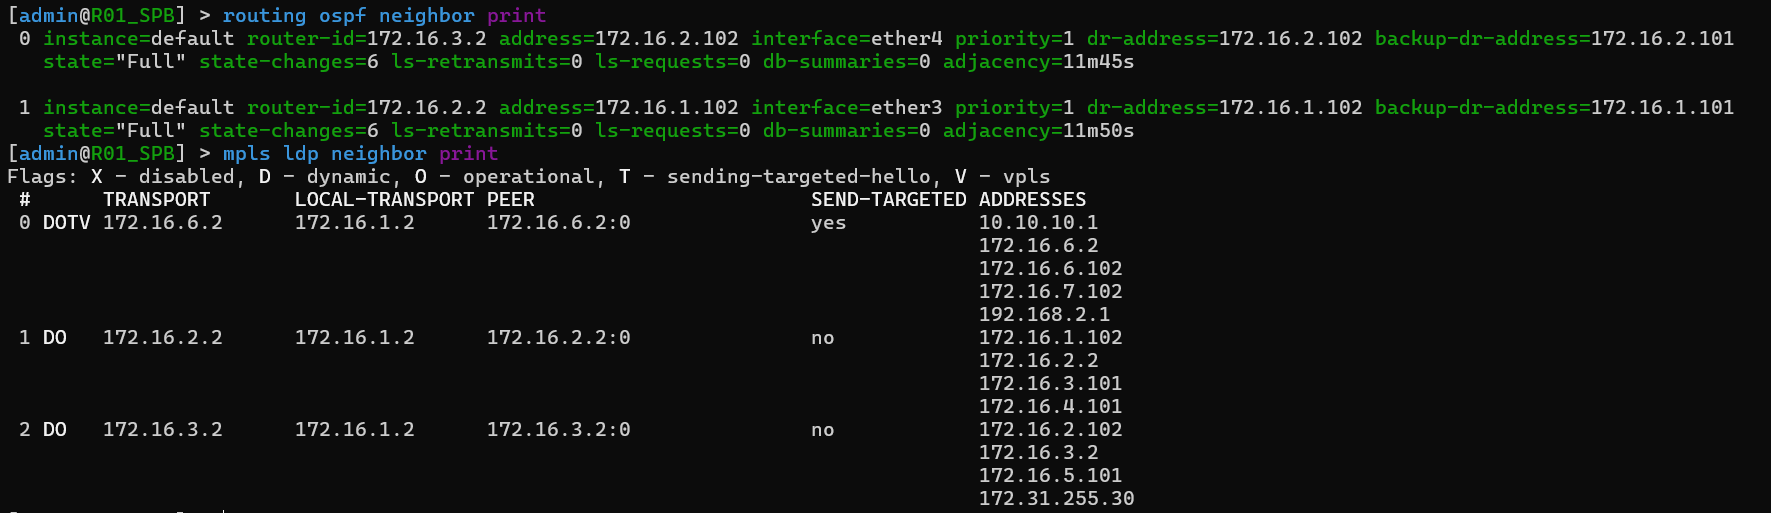 [admin@R01_SPB] > routing ospf neighbor print
 0 instance=default router-id=172.16.3.2 address=172.16.2.102 interface=ether4 priority=1 dr-address=172.16.2.102 backup-dr-address=172.16.2.101
   state="Full" state-changes=6 ls-retransmits=0 ls-requests=0 db-summaries=0 adjacency=11m45s
 1 instance=default router-id=172.16.2.2 address=172.16.1.102 interface=ether3 priority=1 dr-address=172.16.1.102 backup-dr-address=172.16.1.101
   state="Full" state-changes=6 ls-retransmits=0 ls-requests=0 db-summaries=0 adjacency=11m50s
[admin@R01_SPB] > mpls ldp neighbor print
Flags: X - disabled, D - dynamic, O - operational, T - sending-targeted-hello, V - vpls
 #      TRANSPORT       LOCAL-TRANSPORT PEER                       SEND-TARGETED ADDRESSES
 0 DOTV 172.16.6.2      172.16.1.2      172.16.6.2:0               yes           10.10.10.1
                                                                                 172.16.6.2
                                                                                 172.16.6.102
                                                                                 172.16.7.102
                                                                                 192.168.2.1
 1 DO   172.16.2.2      172.16.1.2      172.16.2.2:0               no            172.16.1.102
                                                                                 172.16.2.2
                                                                                 172.16.3.101
                                                                                 172.16.4.101
 2 DO   172.16.3.2      172.16.1.2      172.16.3.2:0               no            172.16.2.102
                                                                                 172.16.3.2
                                                                                 172.16.5.101
                                                                                 172.31.255.30